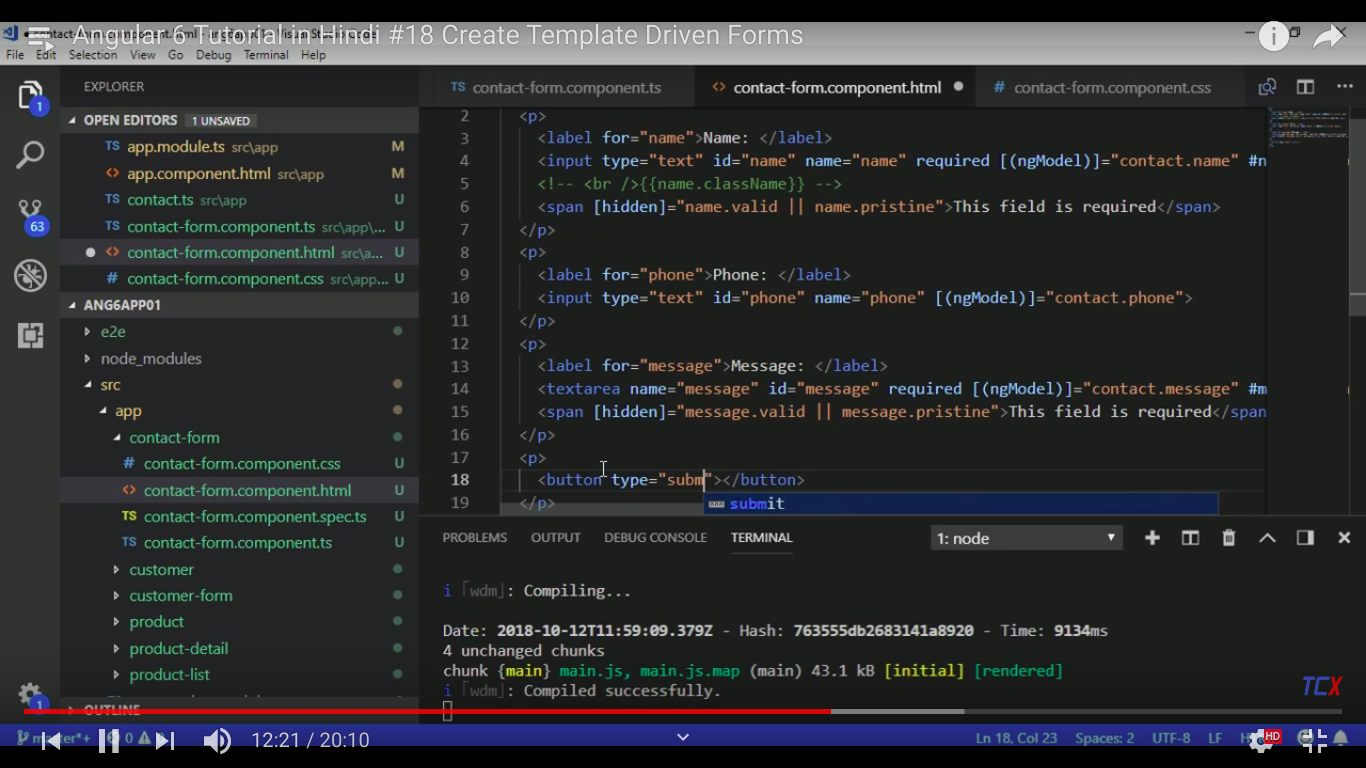 Angular 6 Tutorial in Hindi #18 Create Template Driven Forms
File Edit Selection View Go Debug Terminal Help
EXPLORER
OPEN EDITORS 1 UNSAVED
TS app.module.ts src\app M
<> app.component.html src\app M
TS contact.ts src\app U
TS contact-form.component.ts src\app\... U
<> contact-form.component.html src\a... U
# contact-form.component.css src\app... U
ANG6APP01
e2e
node_modules
src
app
contact-form
# contact-form.component.css U
<> contact-form.component.html U
TS contact-form.component.spec.ts U
TS contact-form.component.ts U
customer
customer-form
product
product-detail
product-list
OUTLINE
1
63
1
TS contact-form.component.ts <> contact-form.component.html # contact-form.component.css
2 <p>
3 <label for="name">Name: </label>
4 <input type="text" id="name" name="name" required [(ngModel)]="contact.name" #n
5 <!-- <br />{{name.className}} -->
6 <span [hidden]="name.valid || name.pristine">This field is required</span>
7 </p>
8 <p>
9 <label for="phone">Phone: </label>
10 <input type="text" id="phone" name="phone" [(ngModel)]="contact.phone">
11 </p>
12 <p>
13 <label for="message">Message: </label>
14 <textarea name="message" id="message" required [(ngModel)]="contact.message" #m
15 <span [hidden]="message.valid || message.pristine">This field is required</span
16 </p>
17 <p>
18 <button type="subm"></button>
19 </p>
abc submit
PROBLEMS OUTPUT DEBUG CONSOLE TERMINAL 1: node
i ｢wdm｣: Compiling...
Date: 2018-10-12T11:59:09.379Z - Hash: 763555db2683141a8920 - Time: 9134ms
4 unchanged chunks
chunk {main} main.js, main.js.map (main) 43.1 kB [initial] [rendered]
i ｢wdm｣: Compiled successfully.
TCX
12:21 / 20:10
Ln 18, Col 23 Spaces: 2 UTF-8 LF
HD